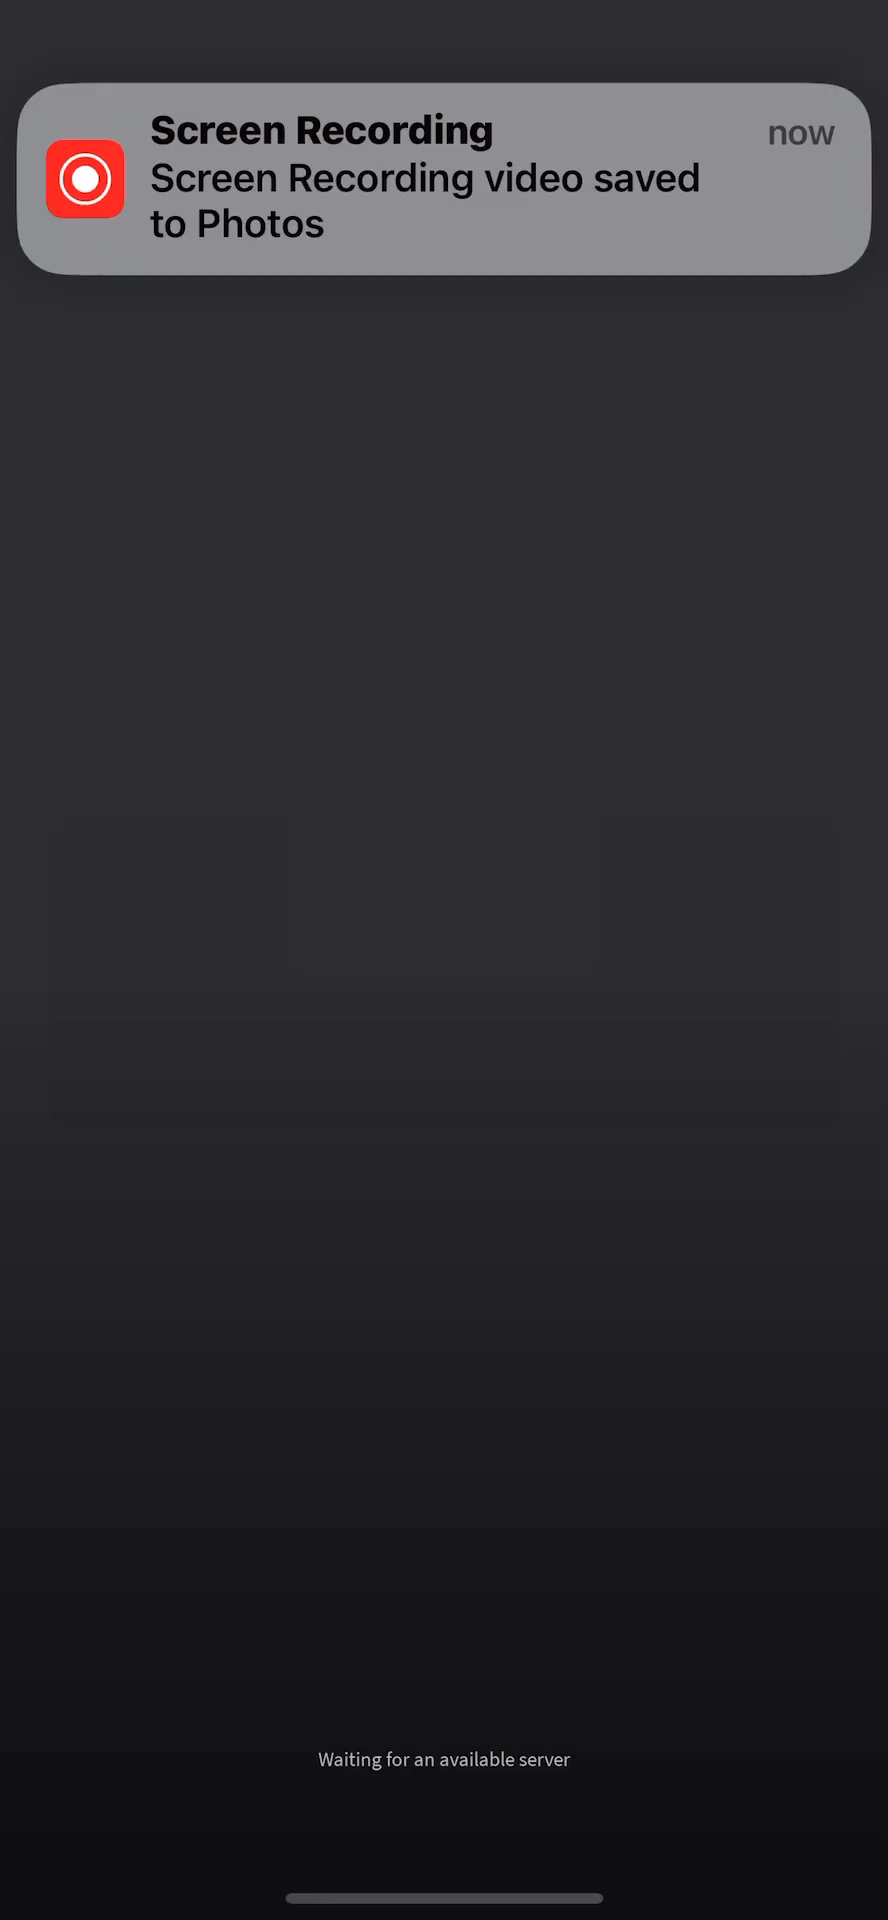 Screen Recording
now
Screen Recording video saved
to Photos
Waiting for an available server